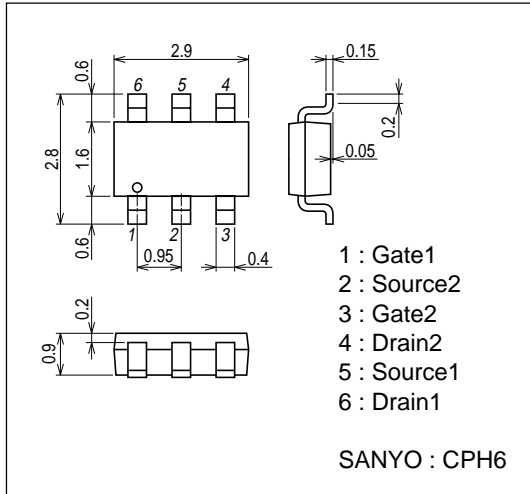 2.9
0.15
0.6
6
5
4
2.8
1.6
0.2
0.05
0.6
1
2
3
0.95
0.4
0.2
0.9
1 : Gate1
2 : Source2
3 : Gate2
4 : Drain2
5 : Source1
6 : Drain1
SANYO : CPH6